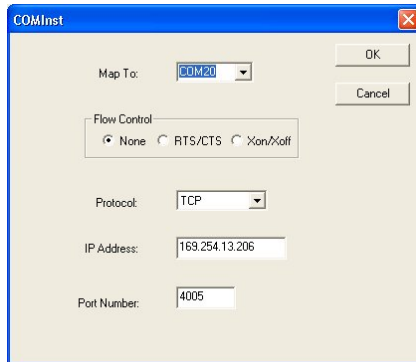 COMInst
Map To: COM20
OK
Cancel
Flow Control
None RTS/CTS Xon/Xoff
Protocol: TCP
IP Address: 169.254.13.206
Port Number: 4005